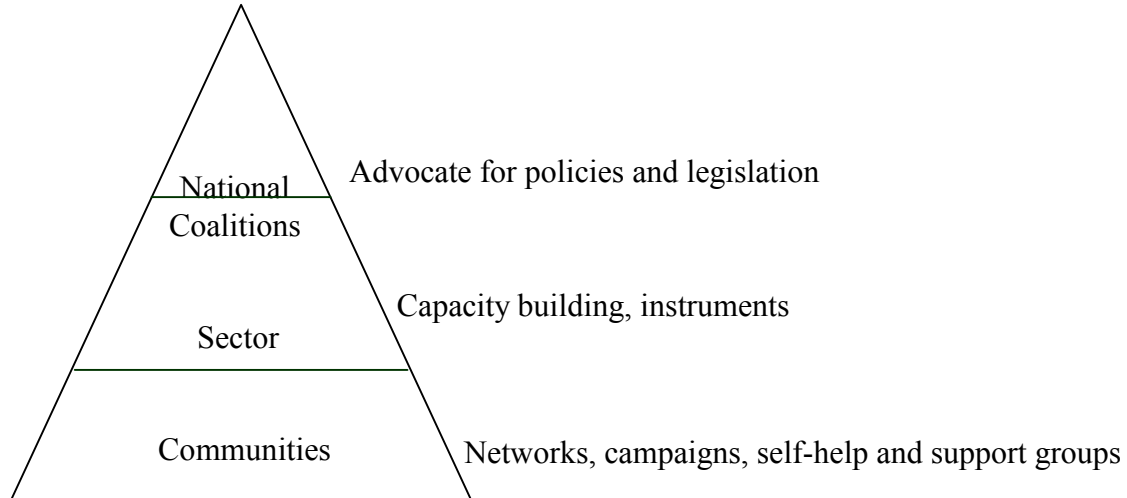 National
Coalitions
Advocate for policies and legislation
Sector
Capacity building, instruments
Communities
Networks, campaigns, self-help and support groups